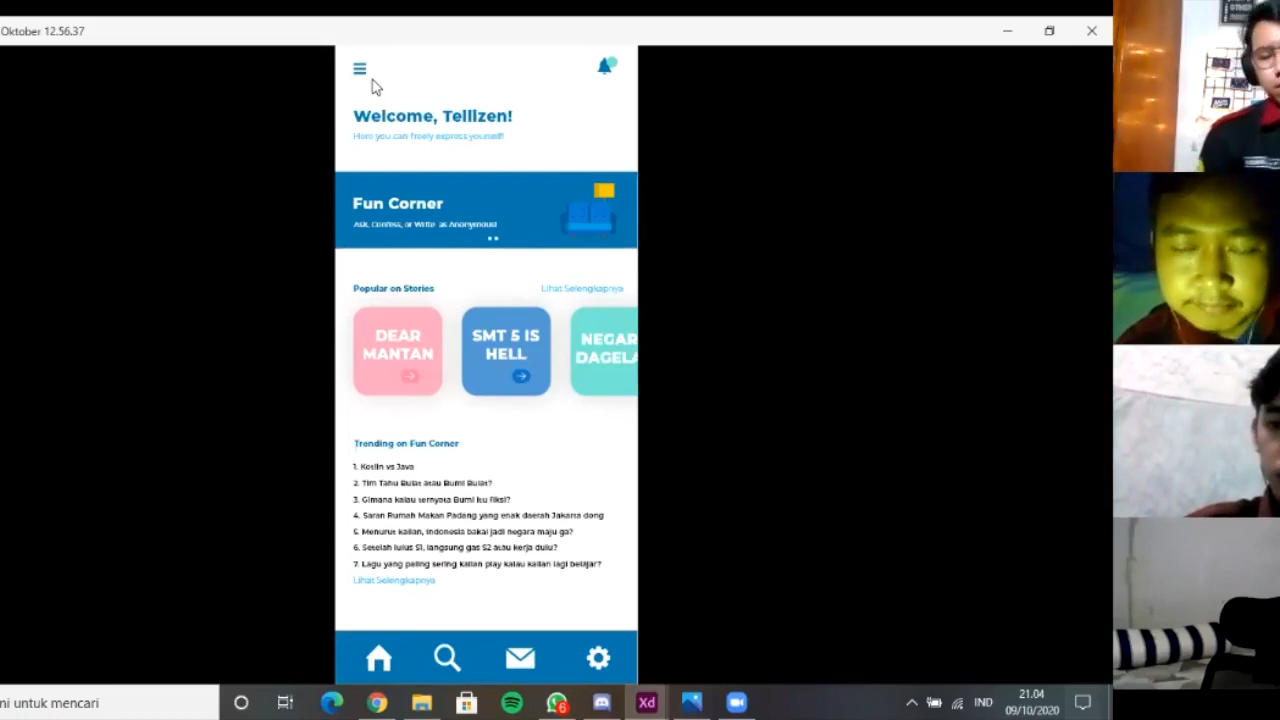 Oktober 12.56.37
Welcome, Tellizen!
Here you can freely express yourself!
Fun Corner
Ask, Confess, or Write as Anonymous!
Popular on Stories
Lihat Selengkapnya
DEAR
MANTAN
SMT 5 IS
HELL
NEGAR
DAGELA
Trending on Fun Corner
1. Kotlin vs Java
2. Tim Tahu Bulat atau Bumi Bulat?
3. Gimana kalau ternyata Bumi itu fiksi?
4. Saran Rumah Makan Padang yang enak daerah Jakarta dong
5. Menurut kalian, Indonesia bakal jadi negara maju ga?
6. Setelah lulus S1, langsung gas S2 atau kerja dulu?
7. Lagu yang paling sering kalian play kalau kalian lagi belajar?
Lihat Selengkapnya
ni untuk mencari
6
Xd
IND
21.04
09/10/2020